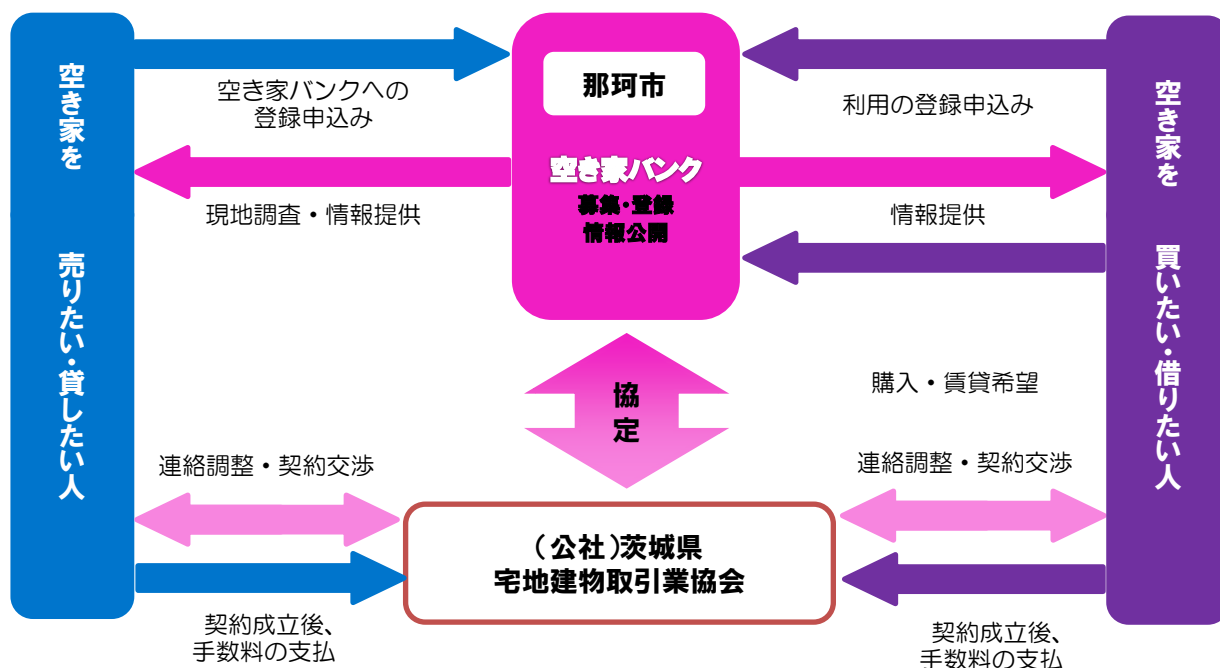 空き家を 売りたい・貸したい人
空き家バンクへの
登録申込み
現地調査・情報提供
那珂市
空き家バンク
募集・登録
情報公開
利用の登録申込み
情報提供
購入・賃貸希望
空き家を 買いたい・借りたい人
協
定
連絡調整・契約交渉
連絡調整・契約交渉
（公社）茨城県
宅地建物取引業協会
契約成立後、
手数料の支払
契約成立後、
手数料の支払